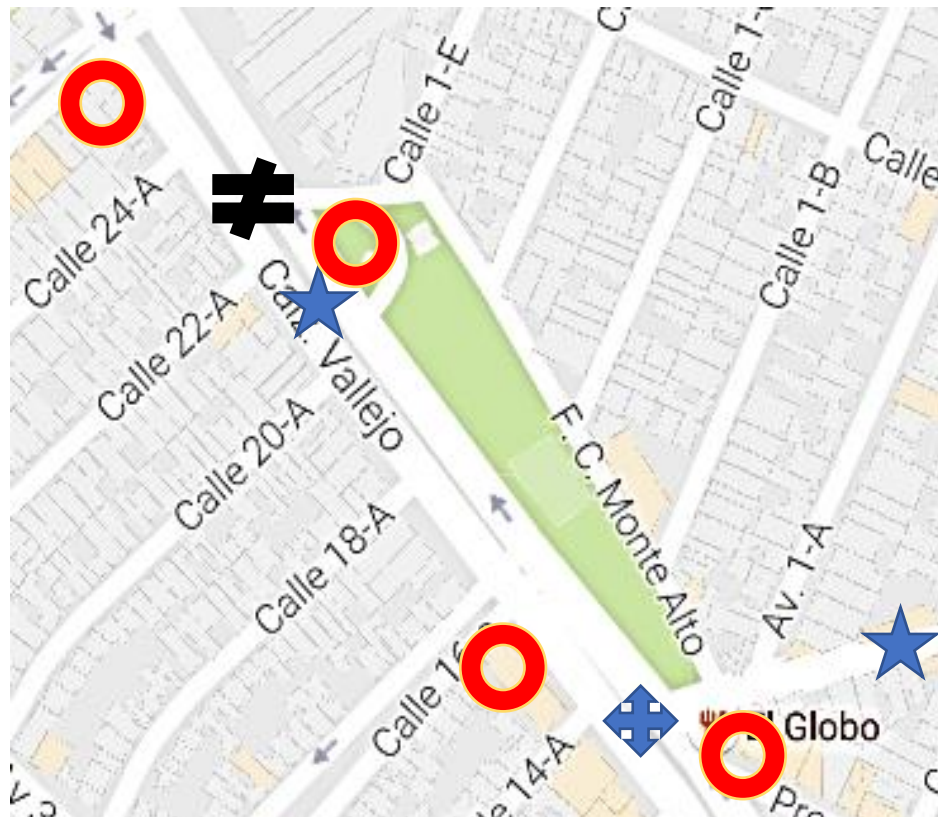 Calle 1-E
Calle 1-B
Calle
Calle 24-A
Calle 22-A
Calz. Vallejo
Calle 20-A
Calle 18-A
F. C. Monte Alto
Av. 1-A
Calle
Globo
14-A